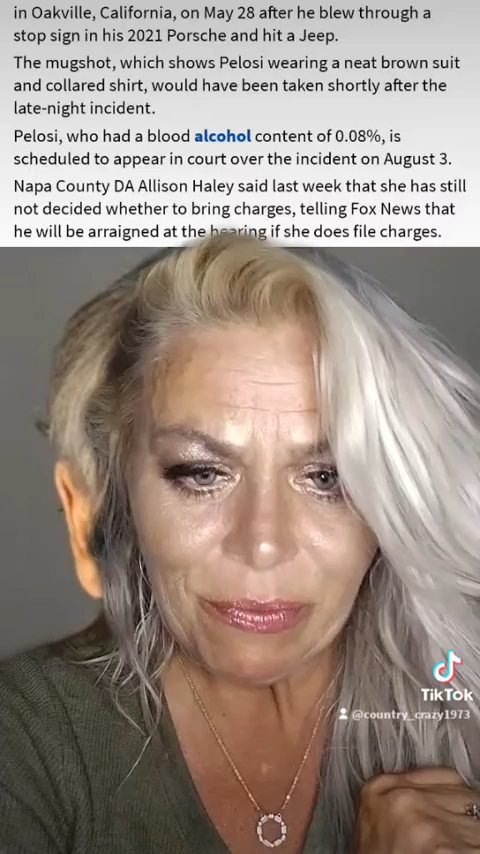 in Oakville, California, on May 28 after he blew through a
stop sign in his 2021 Porsche and hit a Jeep.
The mugshot, which shows Pelosi wearing a neat brown suit
and collared shirt, would have been taken shortly after the
late-night incident.
Pelosi, who had a blood alcohol content of 0.08%, is
scheduled to appear in court over the incident on August 3.
Napa County DA Allison Haley said last week that she has still
not decided whether to bring charges, telling Fox News that
he will be arraigned at the hearing if she does file charges.
TikTok
@country_crazy1973